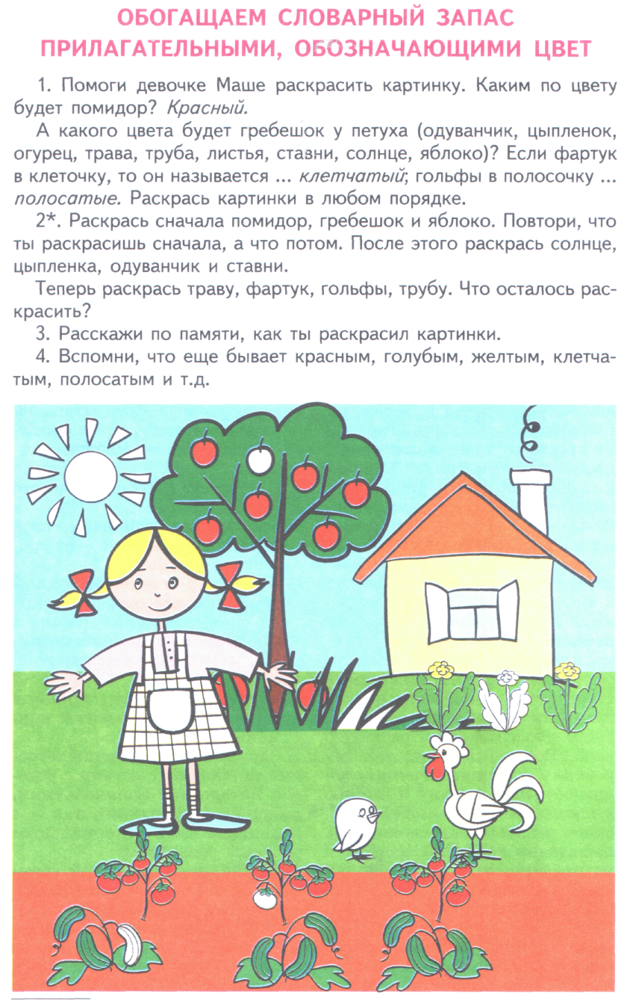 ОБОГАЩАЕМ СЛОВАРНЫЙ ЗАПАС
ПРИЛАГАТЕЛЬНЫМИ, ОБОЗНАЧАЮЩИМИ ЦВЕТ
1. Помоги девочке Маше раскрасить картинку. Каким по цвету
будет помидор? Красный.
А какого цвета будет гребешок у петуха (одуванчик, цыпленок,
огурец, трава, труба, листья, ставни, солнце, яблоко)? Если фартук
в клеточку, то он называется ... клетчатый; гольфы в полосочку ...
полосатые. Раскрась картинки в любом порядке.
2*. Раскрась сначала помидор, гребешок и яблоко. Повтори, что
ты раскрасишь сначала, а что потом. После этого раскрась солнце,
цыпленка, одуванчик и ставни.
Теперь раскрась траву, фартук, гольфы, трубу. Что осталось рас-
красить?
3. Расскажи по памяти, как ты раскрасил картинки.
4. Вспомни, что еще бывает красным, голубым, желтым, клетча-
тым, полосатым и т.д.